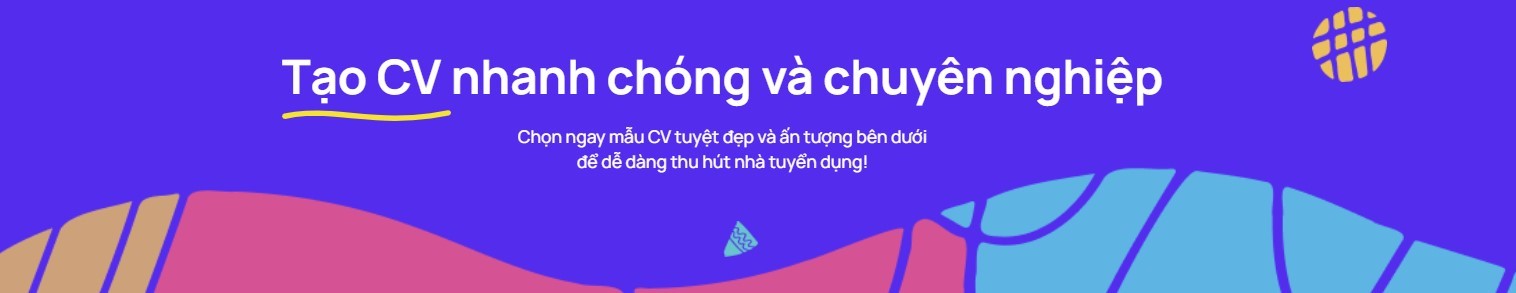 Tạo CV nhanh chóng và chuyên nghiệp
Chọn ngay mẫu CV tuyệt đẹp và ấn tượng bên dưới
để dễ dàng thu hút nhà tuyển dụng!